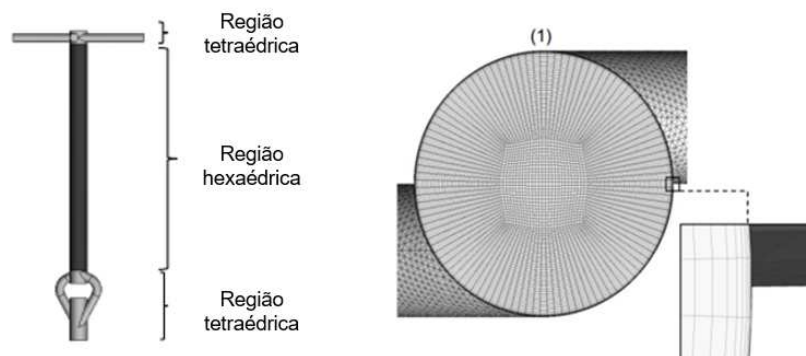 Região
tetraédrica
Região
hexaédrica
Região
tetraédrica
(1)